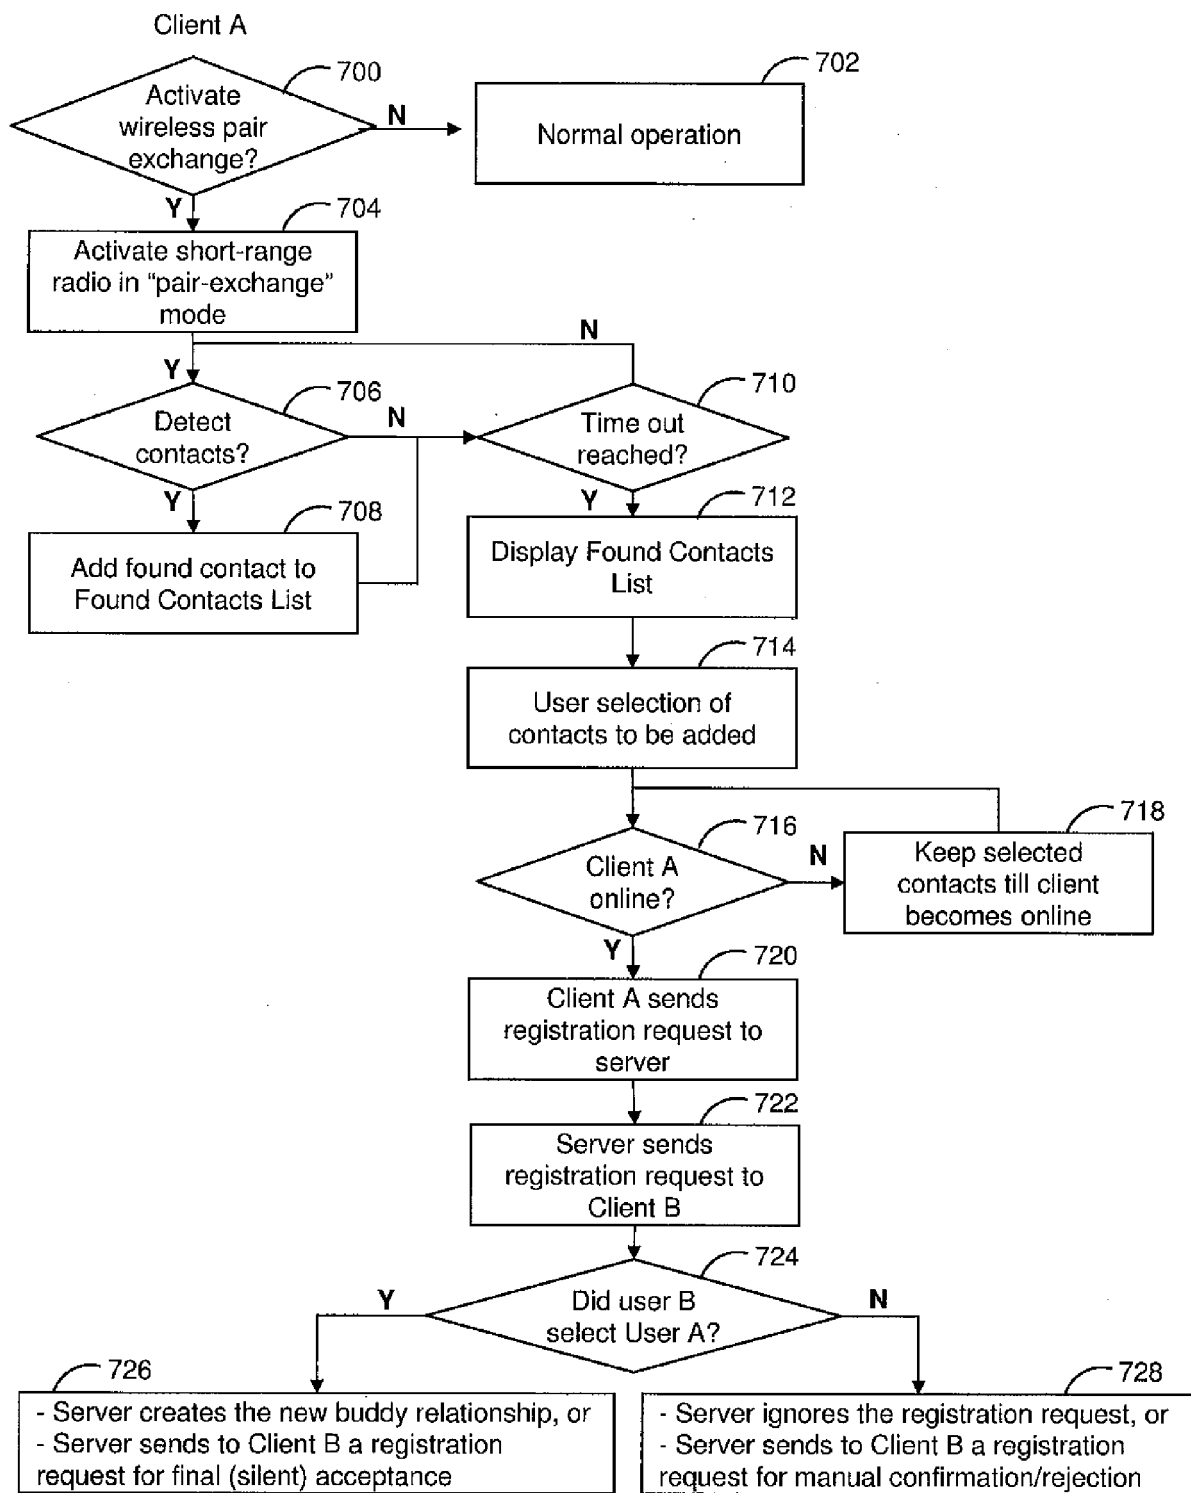 Client A
700
Activate
wireless pair
exchange?
N
702
Normal operation
Y
704
Activate short-range
radio in “pair-exchange”
mode
N
Y
706
Detect
contacts?
N
710
Time out
reached?
Y
708
Add found contact to
Found Contacts List
Y
712
Display Found Contacts
List
714
User selection of
contacts to be added
716
Client A
online?
N
718
Keep selected
contacts till client
becomes online
Y
720
Client A sends
registration request to
server
722
Server sends
registration request to
Client B
724
Did user B
select User A?
Y
N
726
- Server creates the new buddy relationship, or
- Server sends to Client B a registration
request for final (silent) acceptance
728
- Server ignores the registration request, or
- Server sends to Client B a registration
request for manual confirmation/rejection